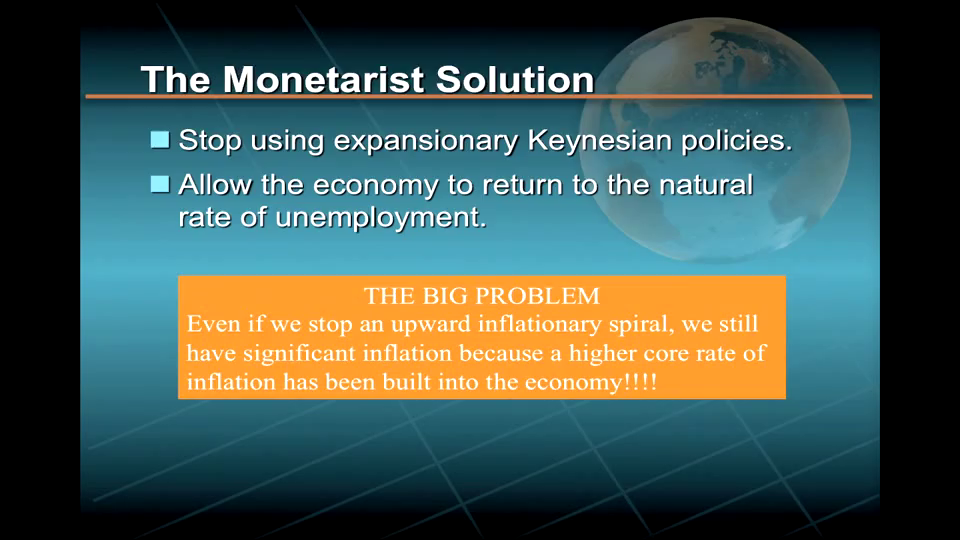 The Monetarist Solution
Stop using expansionary Keynesian policies.
Allow the economy to return to the natural
rate of unemployment.
THE BIG PROBLEM
Even if we stop an upward inflationary spiral, we still
have significant inflation because a higher core rate of
inflation has been built into the economy!!!!